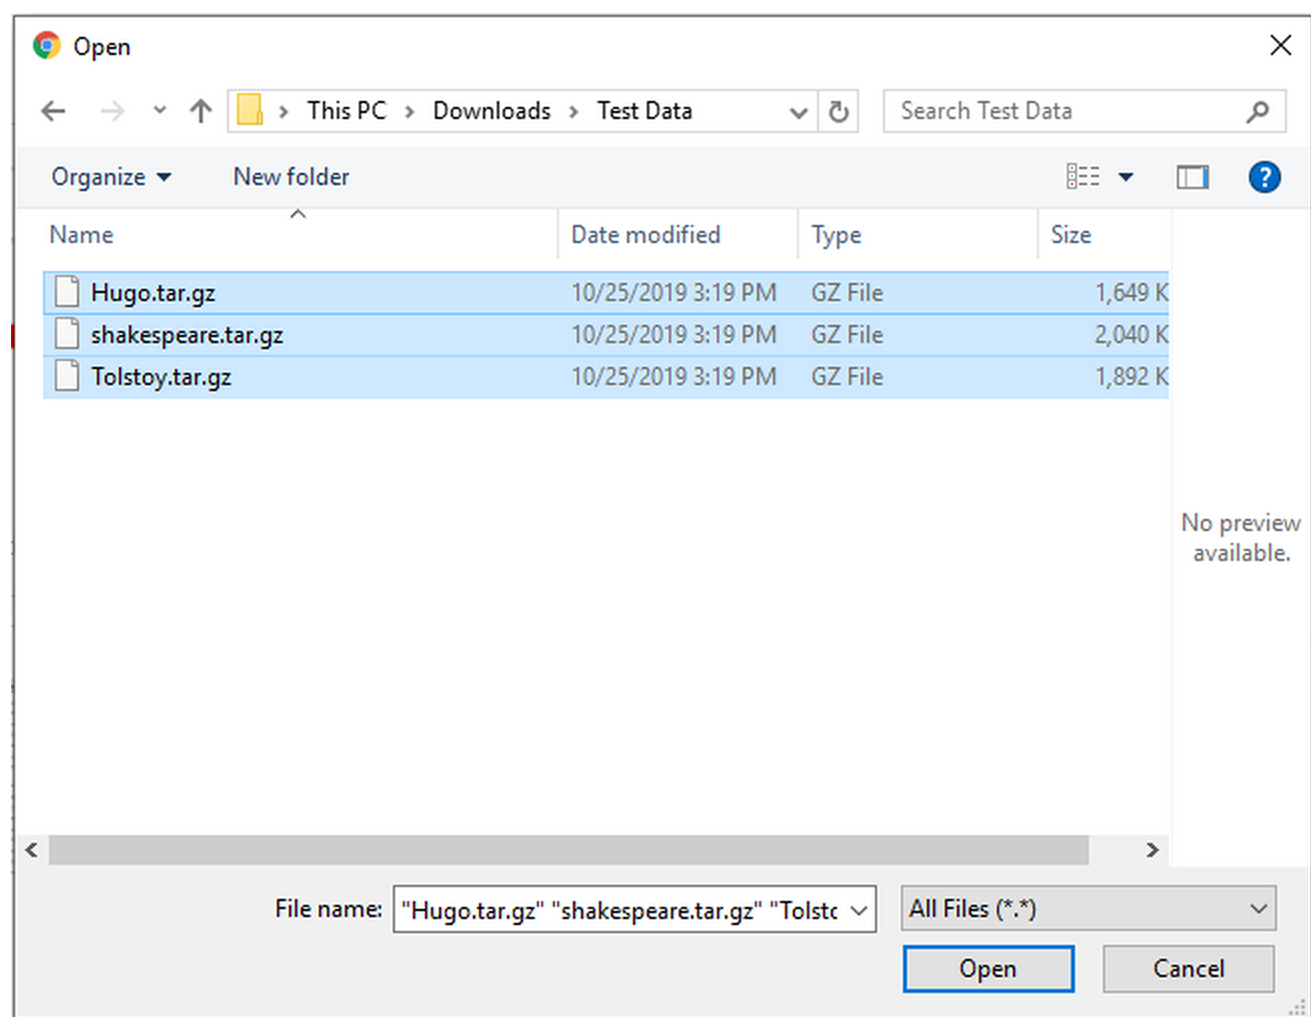 Open
This PC > Downloads > Test Data
Search Test Data
Organize
New folder
?
Name Date modified Type Size
Hugo.tar.gz 10/25/2019 3:19 PM GZ File 1,649 K
shakespeare.tar.gz 10/25/2019 3:19 PM GZ File 2,040 K
Tolstoy.tar.gz 10/25/2019 3:19 PM GZ File 1,892 K
No preview
available.
File name: "Hugo.tar.gz" "shakespeare.tar.gz" "Tolstc
All Files (*.*)
Open Cancel